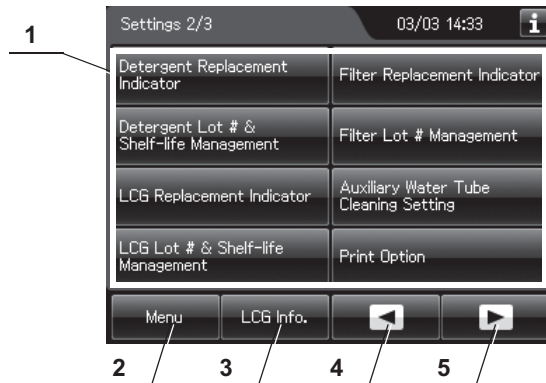 Settings 2/3
03/03 14:33
i
1
Detergent Replacement
Indicator
Filter Replacement Indicator
Detergent Lot # &
Shelf-life Management
Filter Lot # Management
LCG Replacement Indicator
Auxiliary Water Tube
Cleaning Setting
LCG Lot # & Shelf-life
Management
Print Option
Menu
LCG Info.
2
3
4
5